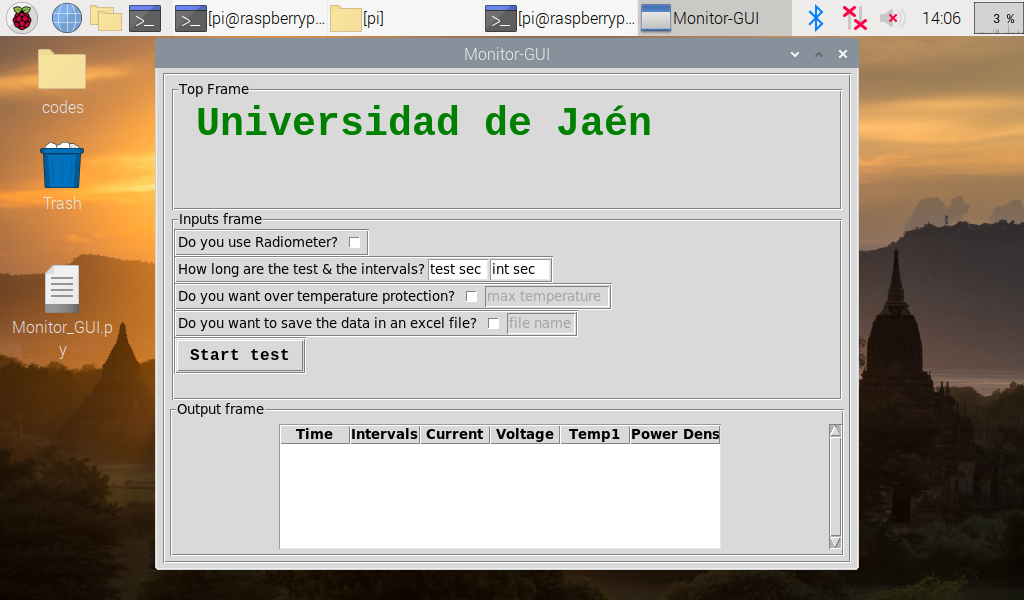 [pi@raspberryp... [pi] [pi@raspberryp... Monitor-GUI 14:06 3 %
codes
Trash
Monitor_GUI.p
y
Monitor-GUI
Top Frame
Universidad de Jaén
Inputs frame
Do you use Radiometer?
How long are the test & the intervals? test sec int sec
Do you want over temperature protection? max temperature
Do you want to save the data in an excel file? file name
Start test
Output frame
Time Intervals Current Voltage Temp1 Power Dens